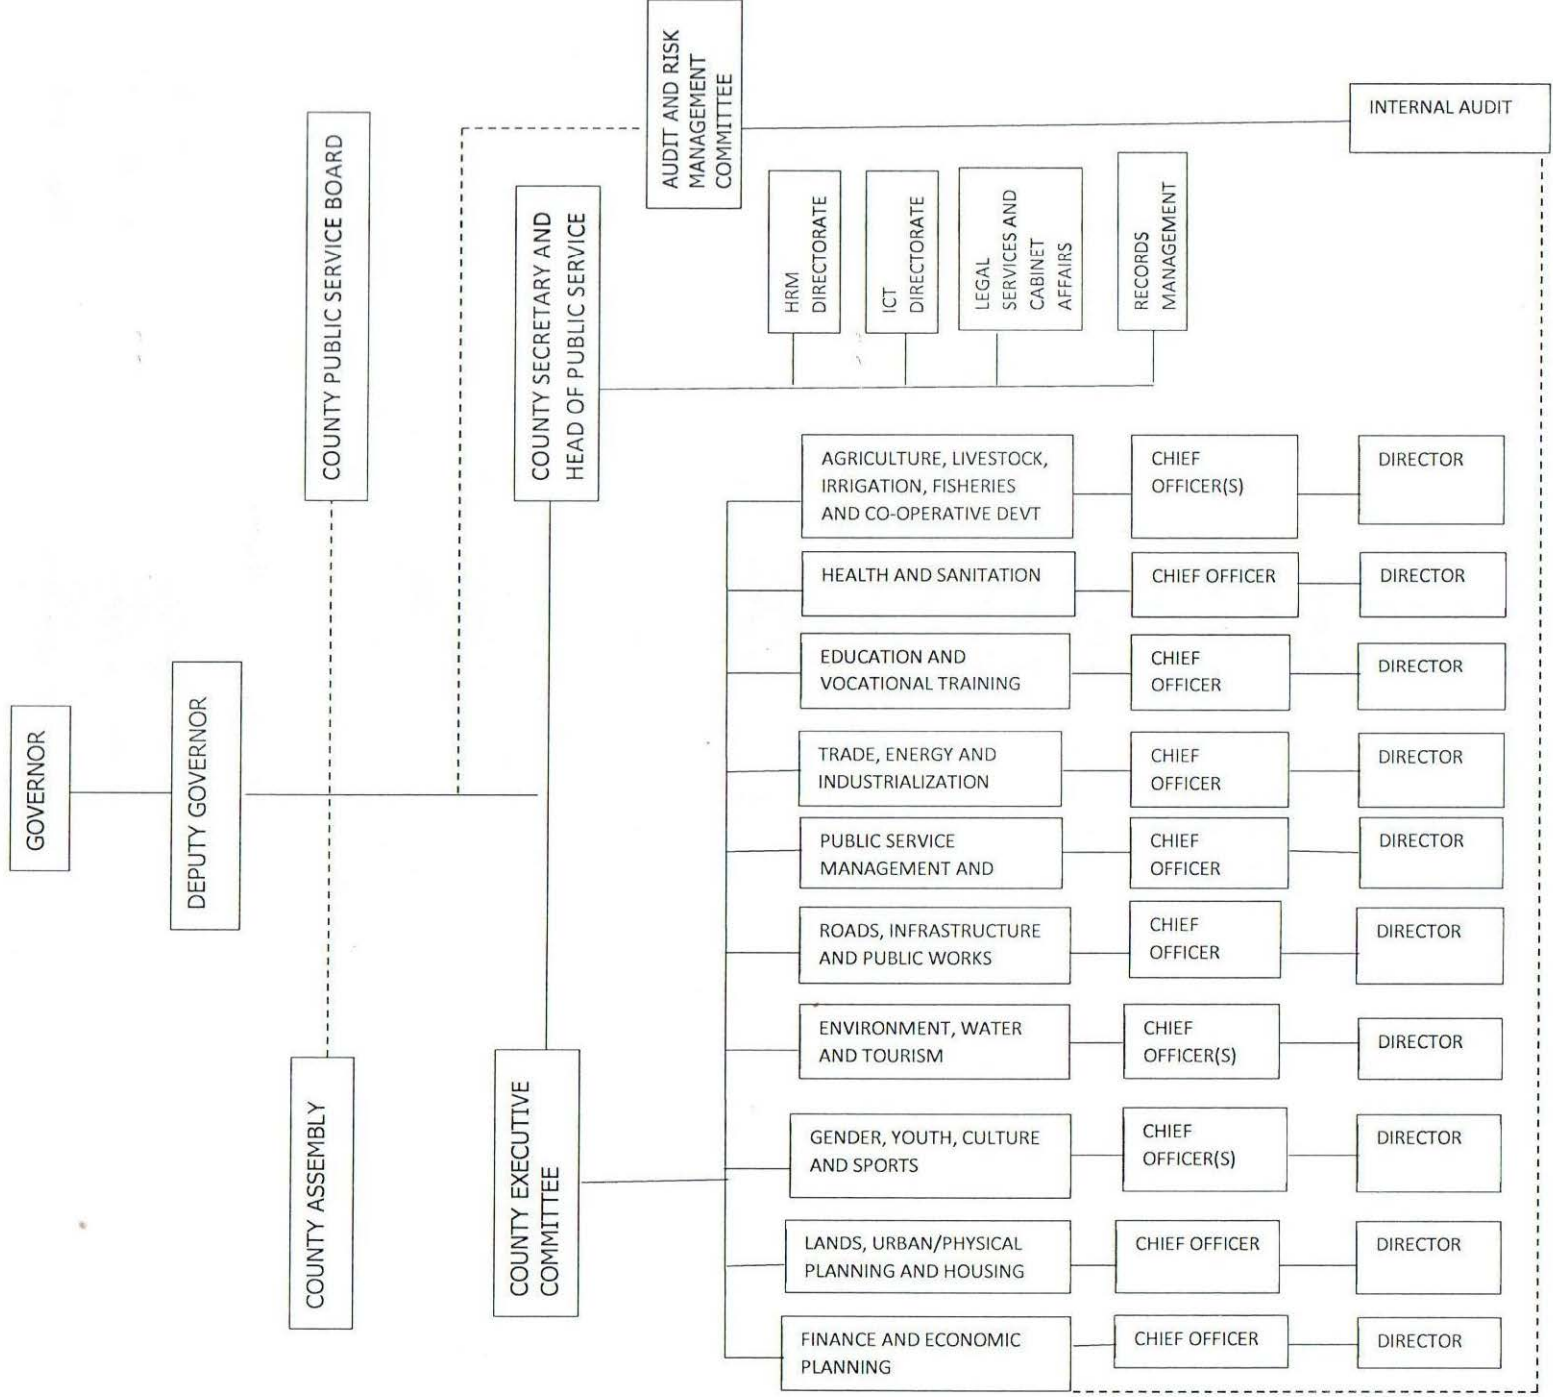 GOVERNOR
DEPUTY GOVERNOR
COUNTY ASSEMBLY
COUNTY PUBLIC SERVICE BOARD
COUNTY EXECUTIVE
COMMITTEE
COUNTY SECRETARY AND
HEAD OF PUBLIC SERVICE
AUDIT AND RISK
MANAGEMENT
COMMITTEE
INTERNAL AUDIT
HRM
DIRECTORATE
ICT
DIRECTORATE
LEGAL
SERVICES AND
CABINET
AFFAIRS
RECORDS
MANAGEMENT
AGRICULTURE, LIVESTOCK,
IRRIGATION, FISHERIES
AND CO-OPERATIVE DEVT
CHIEF
OFFICER(S)
DIRECTOR
HEALTH AND SANITATION
CHIEF OFFICER
DIRECTOR
EDUCATION AND
VOCATIONAL TRAINING
CHIEF
OFFICER
DIRECTOR
TRADE, ENERGY AND
INDUSTRIALIZATION
CHIEF
OFFICER
DIRECTOR
PUBLIC SERVICE
MANAGEMENT AND
CHIEF
OFFICER
DIRECTOR
ROADS, INFRASTRUCTURE
AND PUBLIC WORKS
CHIEF
OFFICER
DIRECTOR
ENVIRONMENT, WATER
AND TOURISM
CHIEF
OFFICER(S)
DIRECTOR
GENDER, YOUTH, CULTURE
AND SPORTS
CHIEF
OFFICER(S)
DIRECTOR
LANDS, URBAN/PHYSICAL
PLANNING AND HOUSING
CHIEF OFFICER
DIRECTOR
FINANCE AND ECONOMIC
PLANNING
CHIEF OFFICER
DIRECTOR